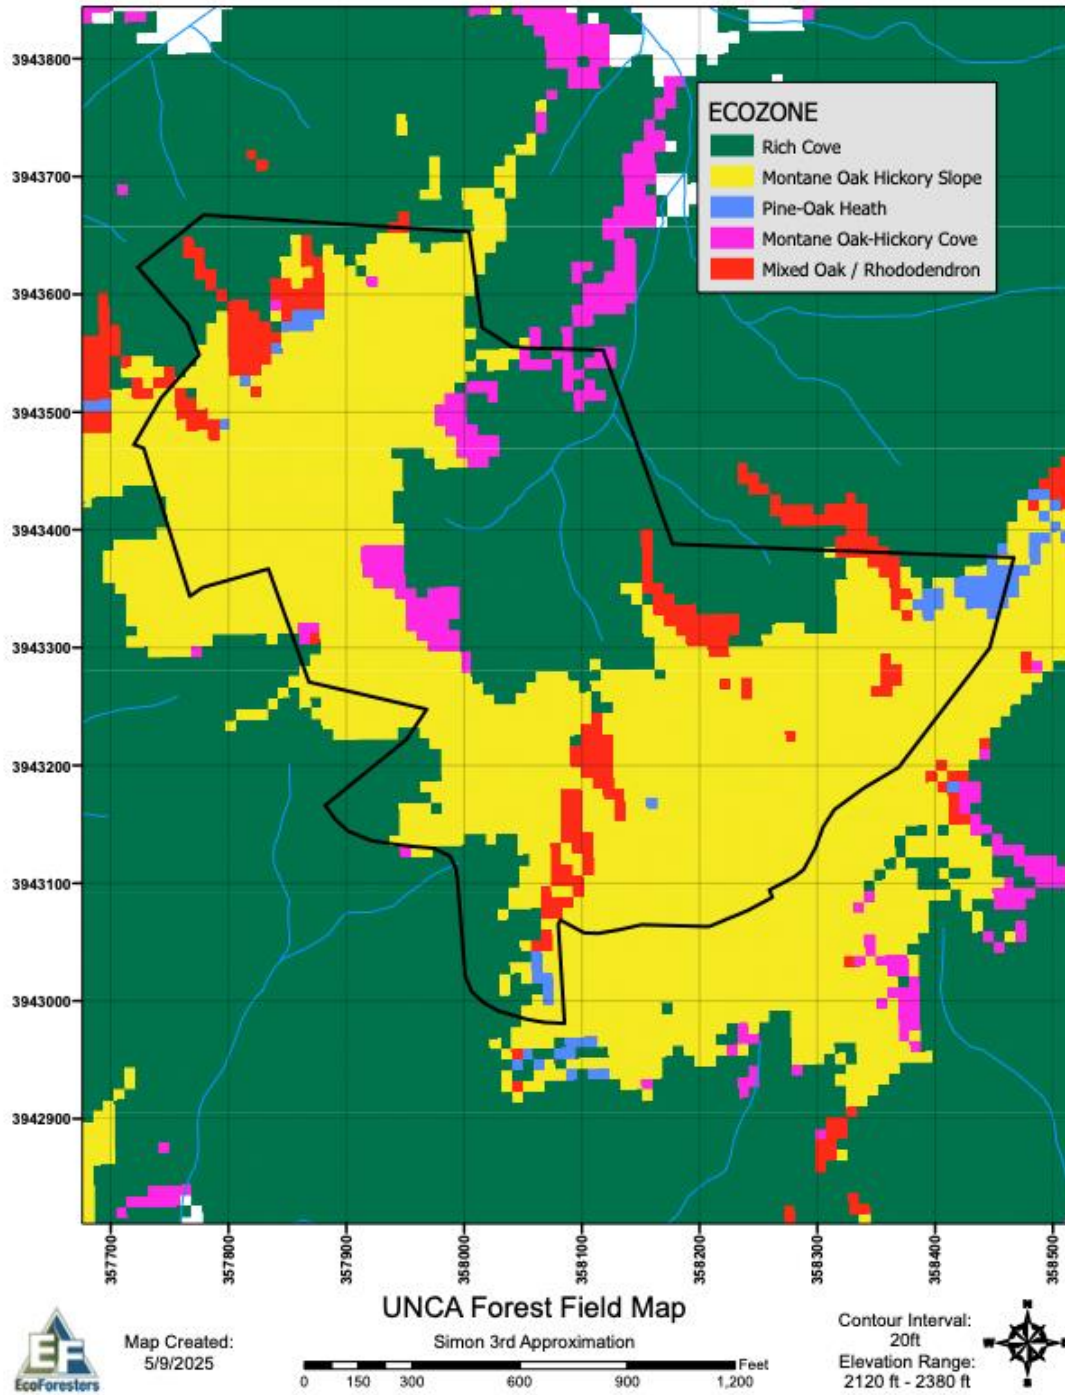 3943800
3943700
3943600
3943500
3943400
3943300
3943200
3943100
3943000
3942900
ECOZONE
Rich Cove
Montane Oak Hickory Slope
Pine-Oak Heath
Montane Oak-Hickory Cove
Mixed Oak / Rhododendron
357700
357800
357900
358000
358100
358200
358300
358400
358500
UNCA Forest Field Map
Simon 3rd Approximation
Feet
0 150 300 600 900 1,200
EF
EcoForesters
Map Created:
5/9/2025
Contour Interval:
20ft
Elevation Range:
2120 ft - 2380 ft
N
W E
S